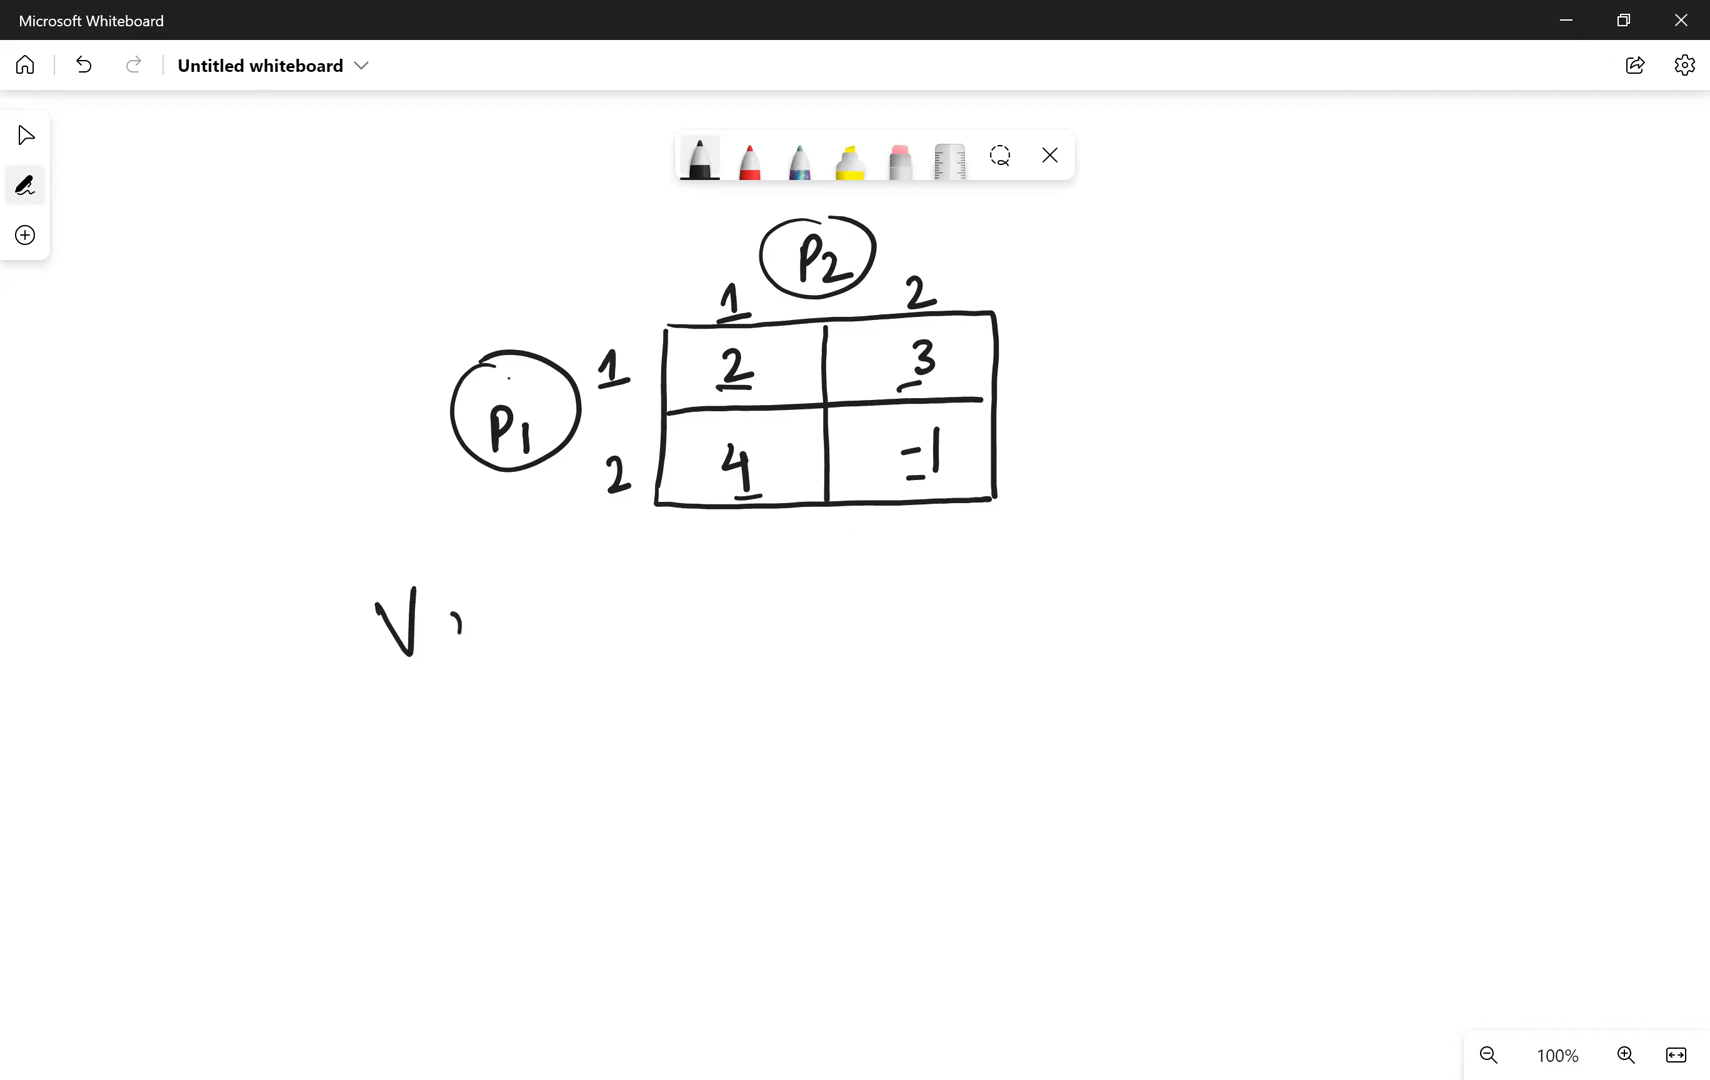 Microsoft Whiteboard
Untitled whiteboard
P2
1 2
1 2 3
P1
2 4 -1
V
100%